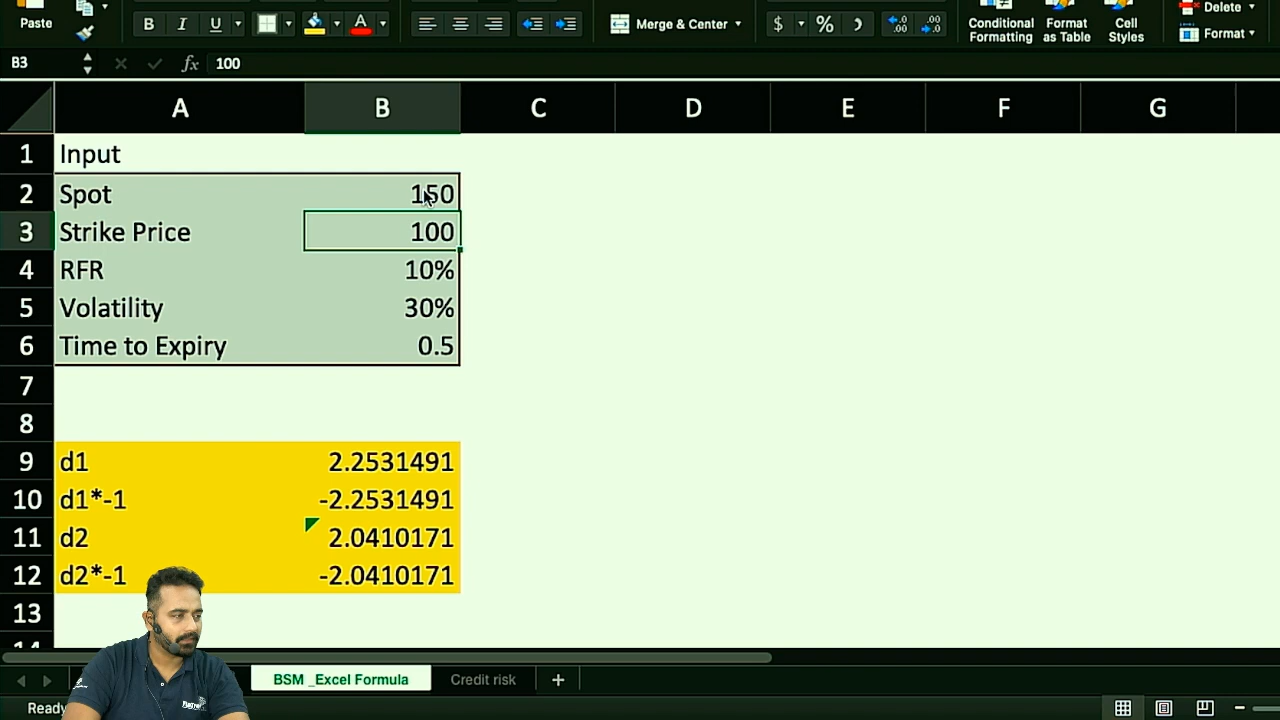 Paste
B I U A
Merge & Center
$ % 
Conditional Formatting
Format as Table
Cell Styles
Delete
Format
B3 fx 100
A B C D E F G
1 Input
2 Spot 150
3 Strike Price 100
4 RFR 10%
5 Volatility 30%
6 Time to Expiry 0.5
7
8
9 d1 2.2531491
10 d1*-1 -2.2531491
11 d2 2.0410171
12 d2*-1 -2.0410171
13
14
BSM _Excel Formula Credit risk +
Ready